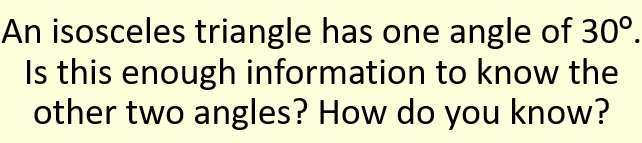 An isosceles triangle has one angle of 30º.
Is this enough information to know the
other two angles? How do you know?